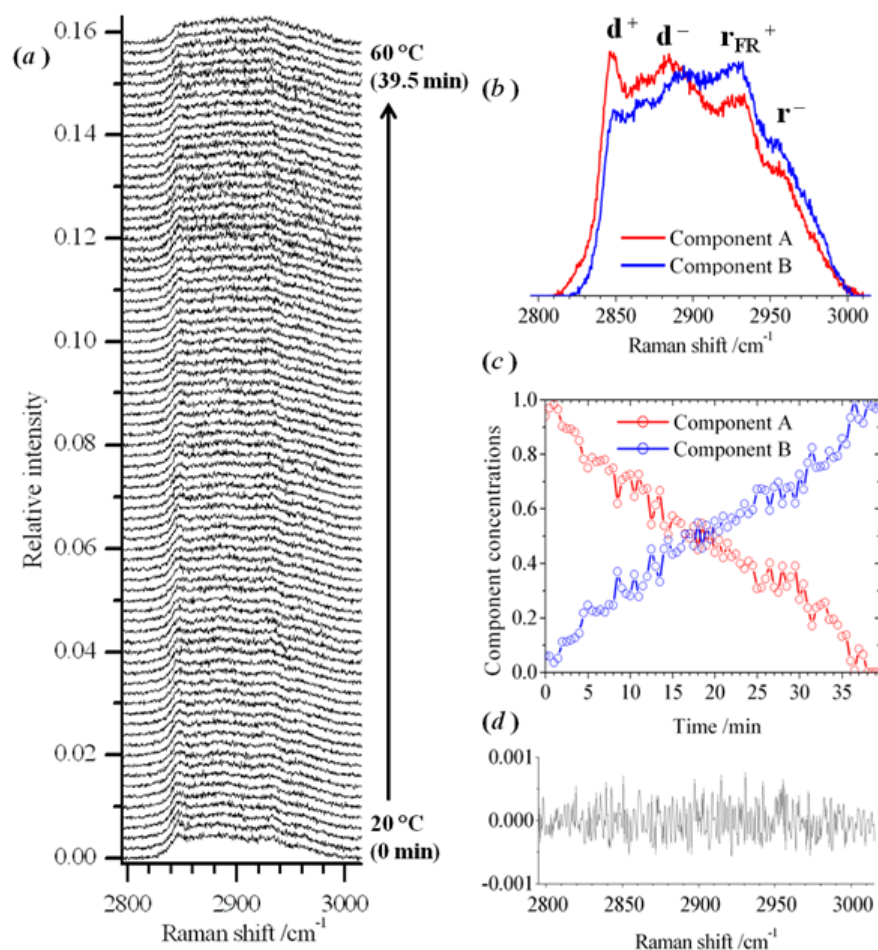 (a)
0.16
0.14
0.12
0.10
0.08
0.06
0.04
0.02
0.00
Relative intensity
60 °C
(39.5 min)
20 °C
(0 min)
2800 2900 3000
Raman shift /cm-1
(b)
d+ d− rFR+ r−
Component A
Component B
2800 2850 2900 2950 3000
Raman shift /cm-1
(c)
1.0
0.8
0.6
0.4
0.2
0.0
Component concentrations
Component A
Component B
0 5 10 15 20 25 30 35
Time /min
(d)
0.001
0.000
-0.001
2800 2850 2900 2950 3000
Raman shift /cm-1